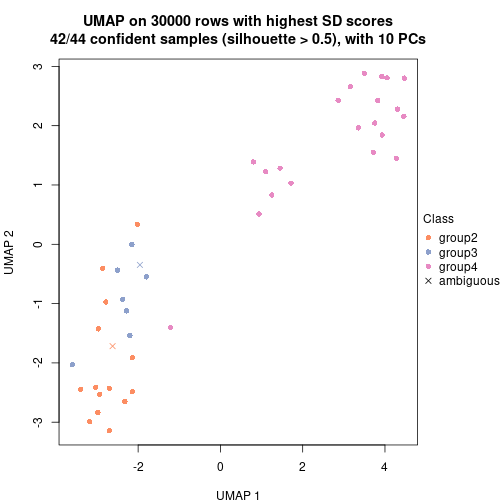 UMAP on 30000 rows with highest SD scores
42/44 confident samples (silhouette > 0.5), with 10 PCs
3
2
1
0
-1
-2
-3
UMAP 2
-2
0
2
4
UMAP 1
Class
group2
group3
group4
ambiguous